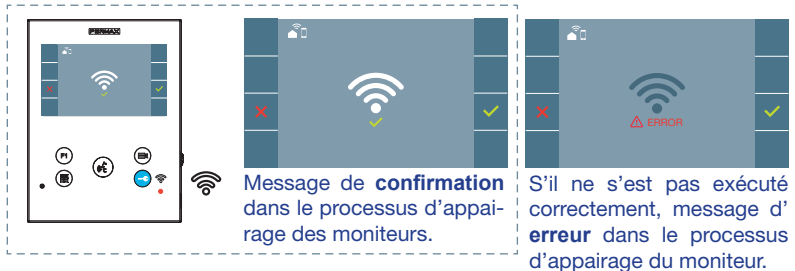 FERMAX
F1
ERROR
Message de confirmation
dans le processus d'appai-
rage des moniteurs.
S'il ne s'est pas exécuté
correctement, message d'
erreur dans le processus
d'appairage du moniteur.